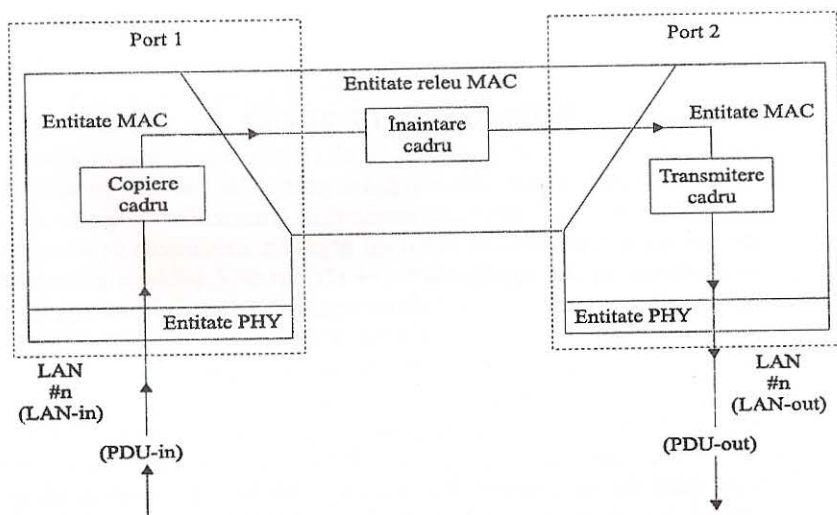 Port 1
Port 2
Entitate releu MAC
Entitate MAC
Înaintare
cadru
Entitate MAC
Copiere
cadru
Transmitere
cadru
Entitate PHY
Entitate PHY
LAN
#n
(LAN-in)
LAN
#n
(LAN-out)
(PDU-in)
(PDU-out)